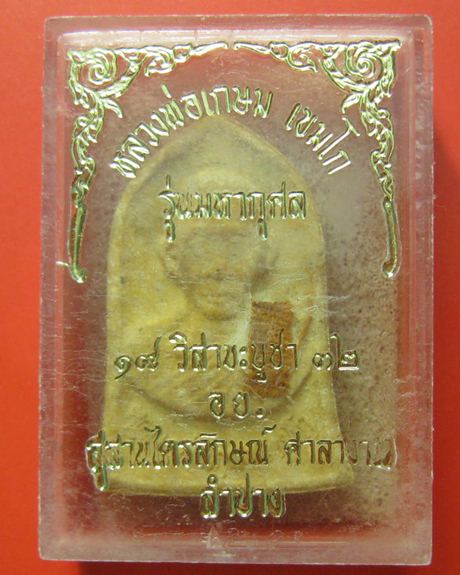 หลวงพ่อเกษม เขมโก
รุ่นมหากุศล
๑๗ วิสาขะบูชา ๓๒
อ ย .
สุสานไตรลักษณ์ ศาลาวงกลม
ลำปาง